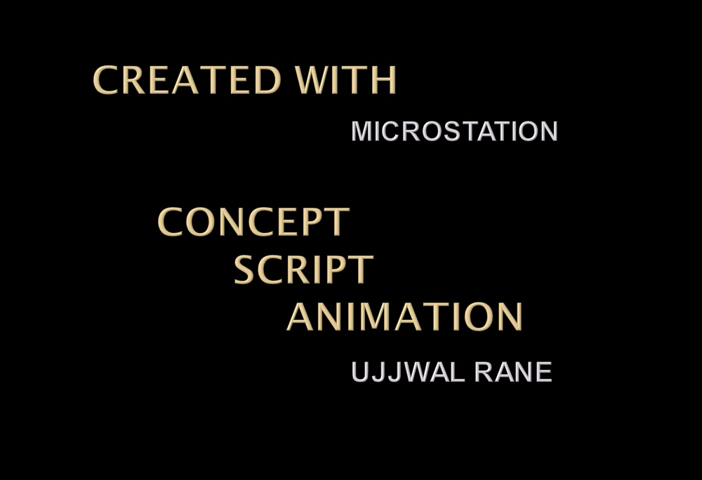 CREATED WITH
MICROSTATION
CONCEPT
SCRIPT
ANIMATION
UJJWAL RANE